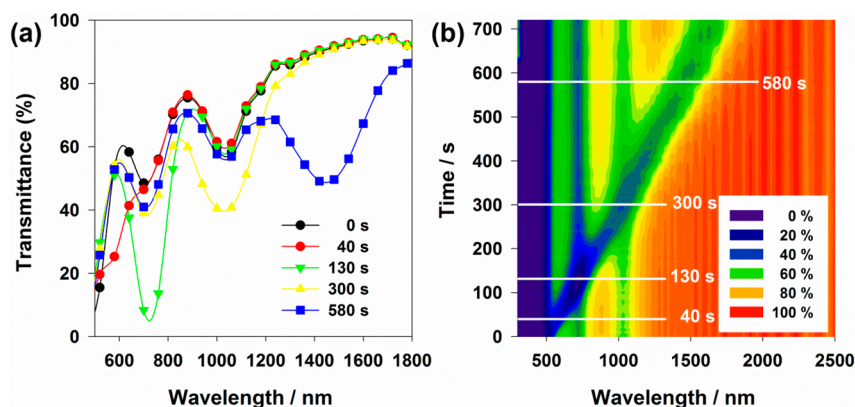 (a)
100
80
60
40
20
0
Transmittance (%)
0 s
40 s
130 s
300 s
580 s
600 800 1000 1200 1400 1600 1800
Wavelength / nm
(b)
700
600
500
400
300
200
100
0
Time / s
580 s
300 s
130 s
40 s
0 %
20 %
40 %
60 %
80 %
100 %
500 1000 1500 2000 2500
Wavelength / nm